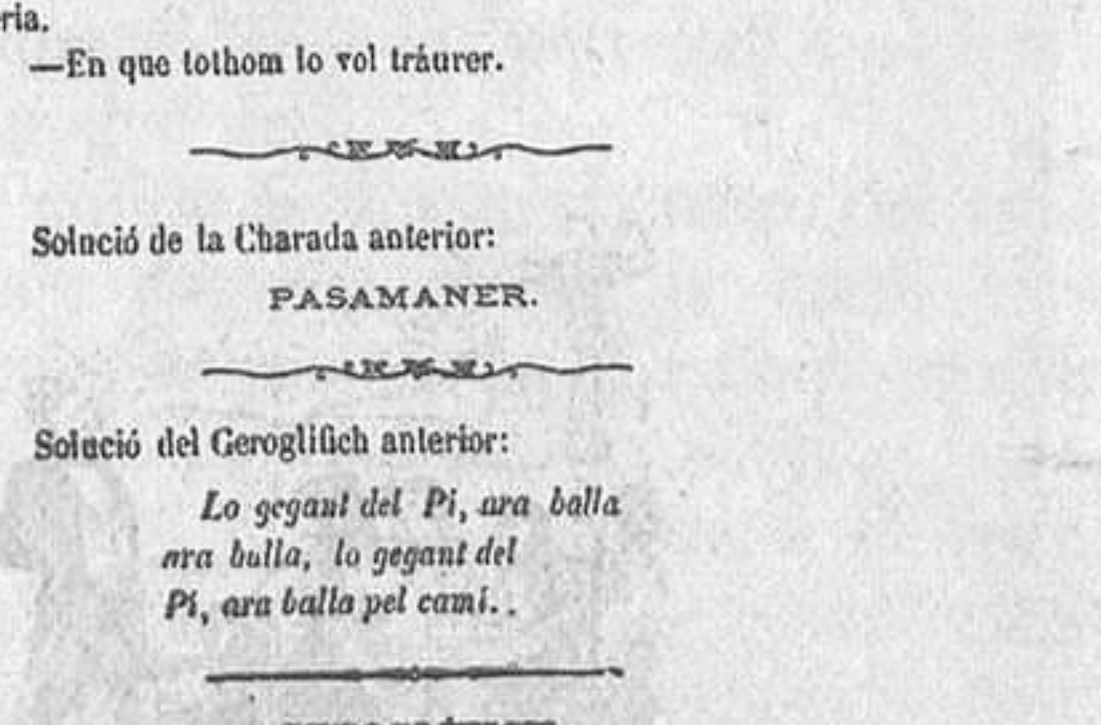 ria.
—En que tothom lo vol tráurer.
Solució de la Charada anterior:
PASAMANER.
Solució del Geroglifich anterior:
Lo gegant del Pi, ara balla
ara balla, lo gegant del
Pi, ara balla pel camí..